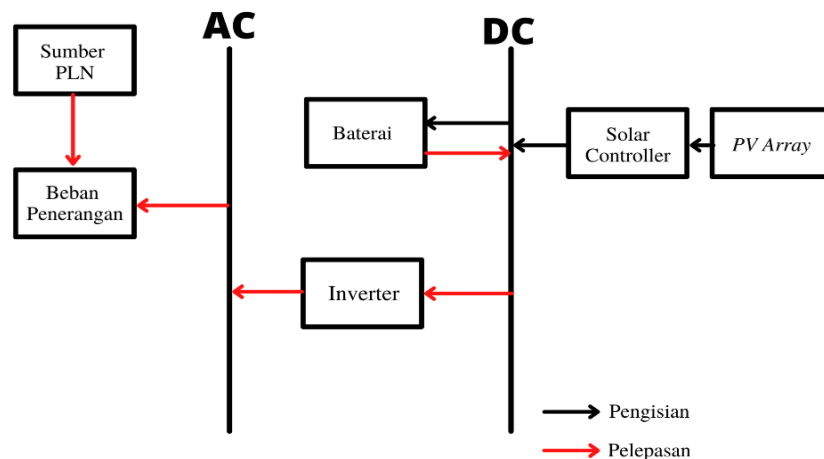 AC
DC
Sumber
PLN
Baterai
Solar
Controller
PV Array
Beban
Penerangan
Inverter
Pengisian
Pelepasan